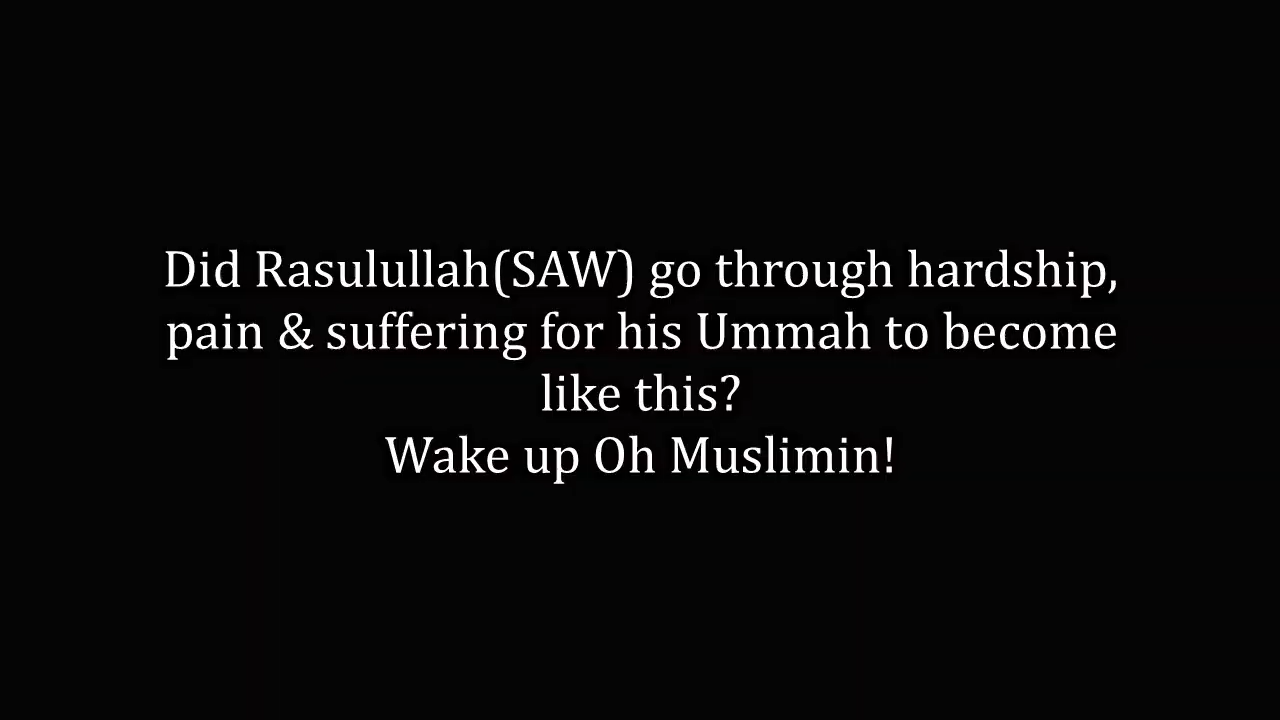 Did Rasulullah(SAW) go through hardship,
pain & suffering for his Ummah to become
like this?
Wake up Oh Muslimin!